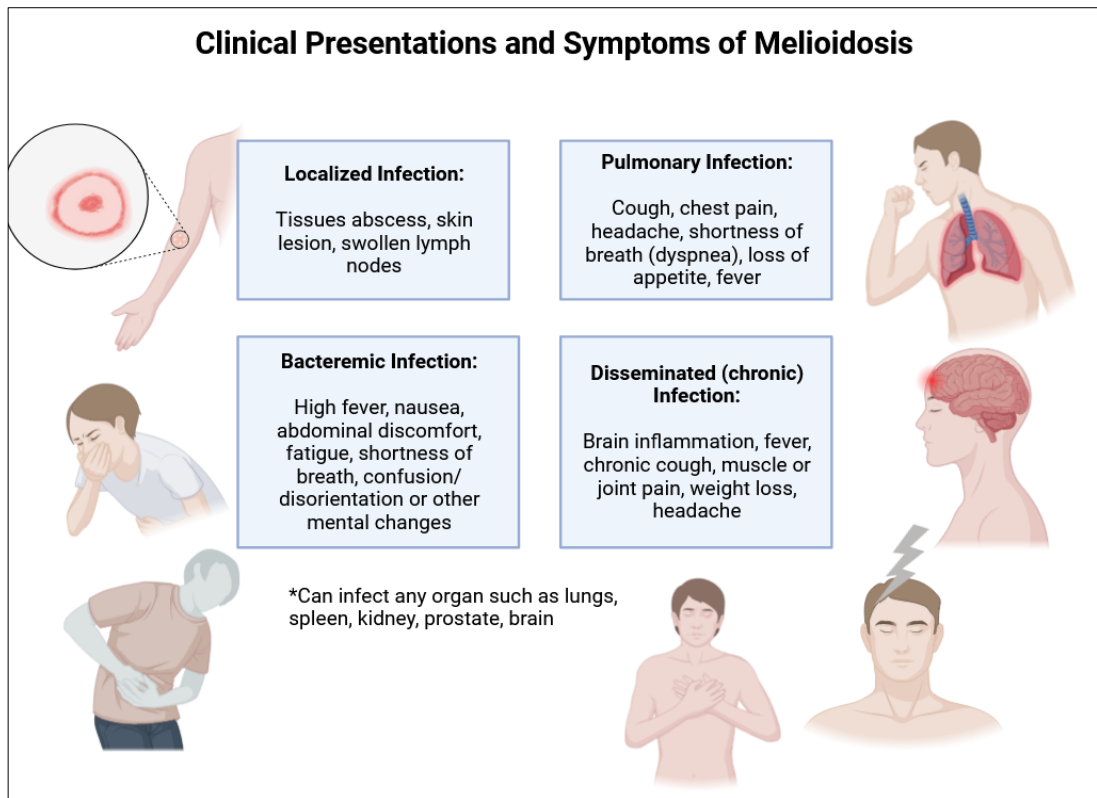 Clinical Presentations and Symptoms of Melioidosis
Localized Infection:
Tissues abscess, skin
lesion, swollen lymph
nodes
Pulmonary Infection:
Cough, chest pain,
headache, shortness of
breath (dyspnea), loss of
appetite, fever
Bacteremic Infection:
High fever, nausea,
abdominal discomfort,
fatigue, shortness of
breath, confusion/
disorientation or other
mental changes
Disseminated (chronic)
Infection:
Brain inflammation, fever,
chronic cough, muscle or
joint pain, weight loss,
headache
*Can infect any organ such as lungs,
spleen, kidney, prostate, brain